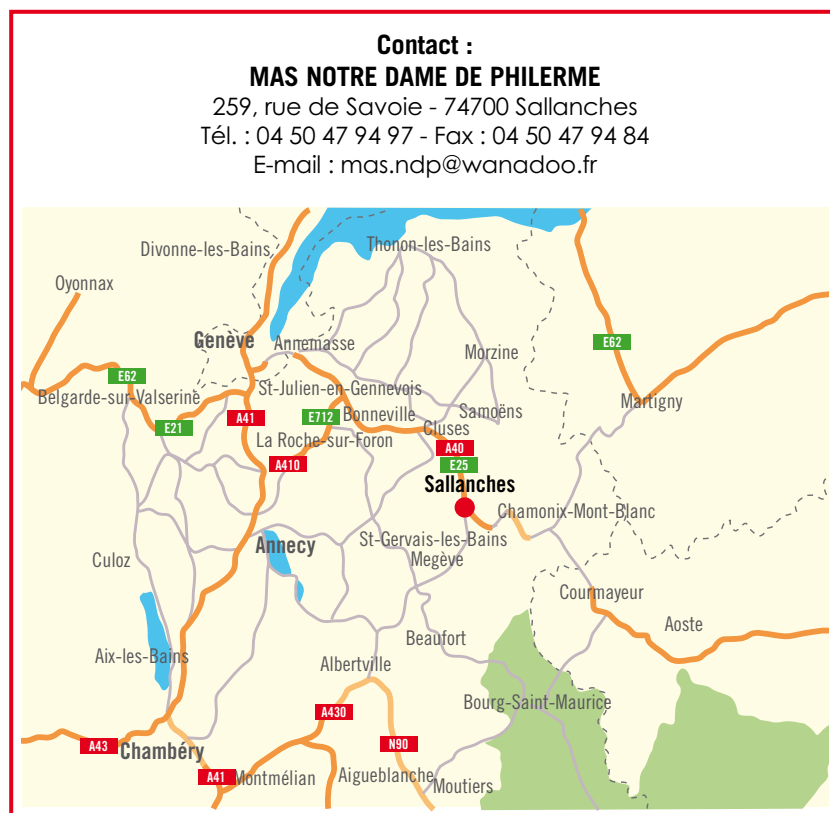 Contact :
MAS NOTRE DAME DE PHILERME
259, rue de Savoie - 74700 Sallanches
Tél. : 04 50 47 94 97 - Fax : 04 50 47 94 84
E-mail : mas.ndp@wanadoo.fr
Thonon-les-Bains
Divonne-les-Bains
Oyonnax
Genève
Annemasse
E62
Morzine
E62
St-Julien-en-Gennevois
Belgarde-sur-Valserine
Martigny
A41
E712
Bonneville
Samoëns
E21
Cluses
La Roche-sur-Foron
A40
A410
E25
Sallanches
Chamonix-Mont-Blanc
St-Gervais-les-Bains
Annecy
Megève
Culoz
Courmayeur
Aoste
Beaufort
Aix-les-Bains
Albertville
Bourg-Saint-Maurice
A430
A43
Chambéry
N90
A41
Montmélian
Aigueblanche
Moutiers